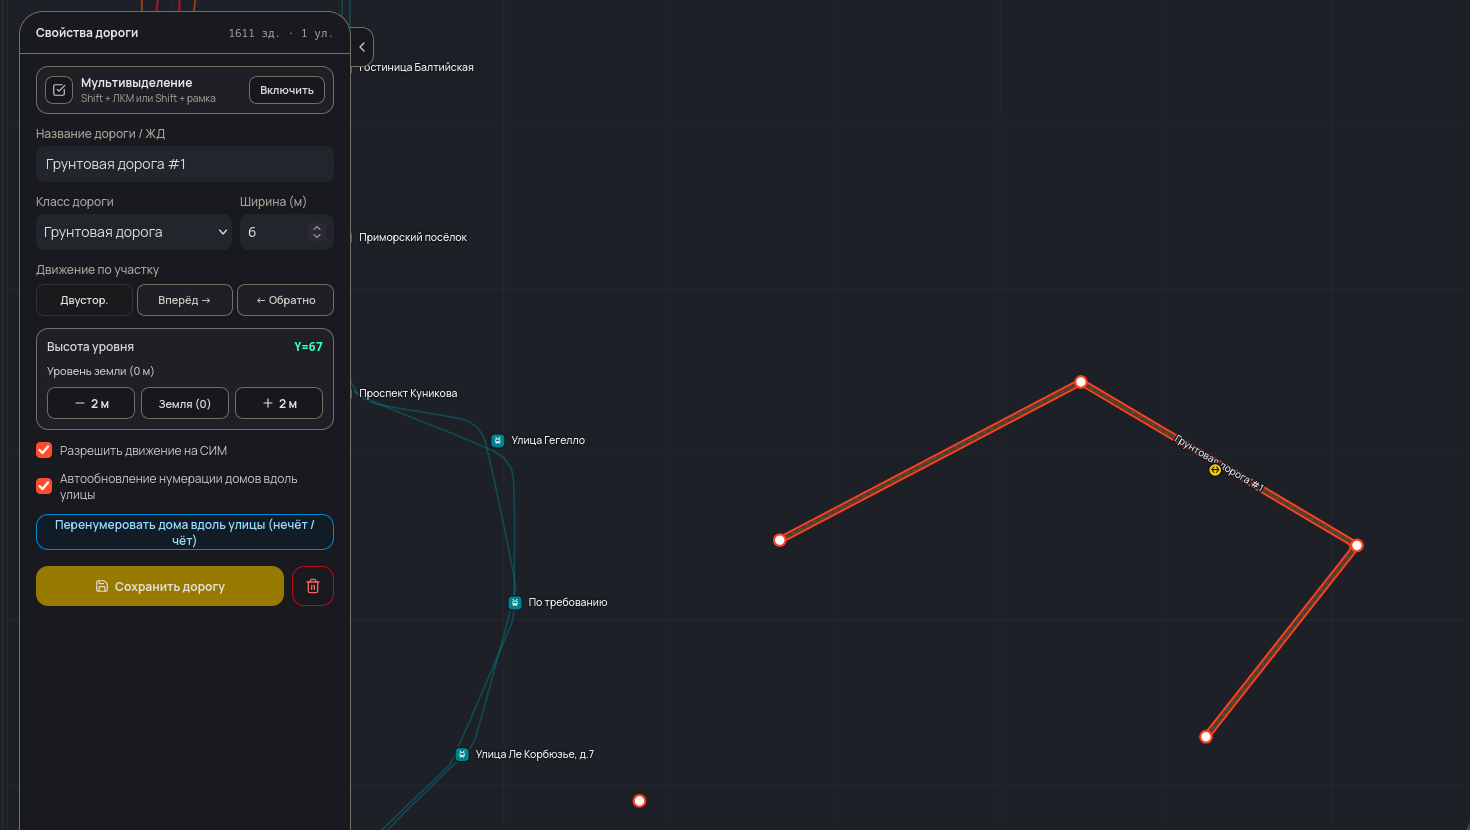 Свойства дороги
1611 зд. · 1 ул.
Мультивыделение
Shift + ЛКМ или Shift + рамка
Включить
Название дороги / ЖД
Грунтовая дорога #1
Класс дороги
Ширина (м)
Грунтовая дорога
6
Движение по участку
Двустор.
Вперёд →
← Обратно
Высота уровня
Y=67
Уровень земли (0 м)
− 2 м
Земля (0)
+ 2 м
Разрешить движение на СИМ
Автообновление нумерации домов вдоль
улицы
Перенумеровать дома вдоль улицы (нечёт /
чёт)
Сохранить дорогу
Гостиница Балтийская
Приморский посёлок
Проспект Куникова
Улица Гегелло
По требованию
Улица Ле Корбюзье, д.7
Грунтовая дорога #1